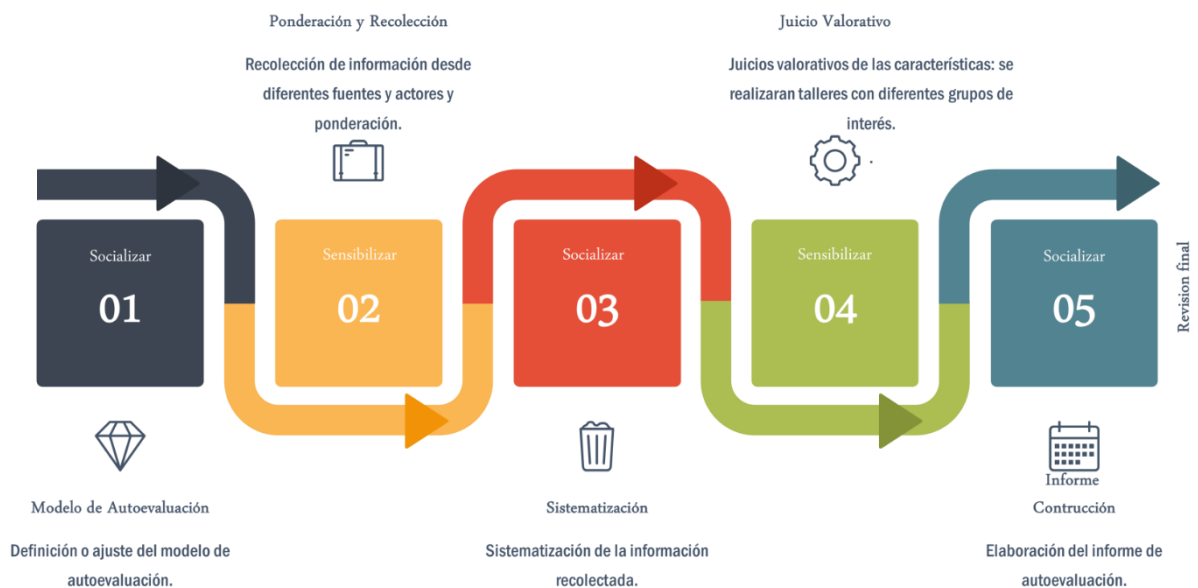 Ponderación y Recolección
Recolección de información desde
diferentes fuentes y actores y
ponderación.
Juicio Valorativo
Juicios valorativos de las características: se
realizaran talleres con diferentes grupos de
interés.
.
Socializar
01
Sensibilizar
02
Socializar
03
Sensibilizar
04
Socializar
05
Revision final
Modelo de Autoevaluación
Definición o ajuste del modelo de
autoevaluación.
Sistematización
Sistematización de la información
recolectada.
Informe
Contrucción
Elaboración del informe de
autoevaluación.